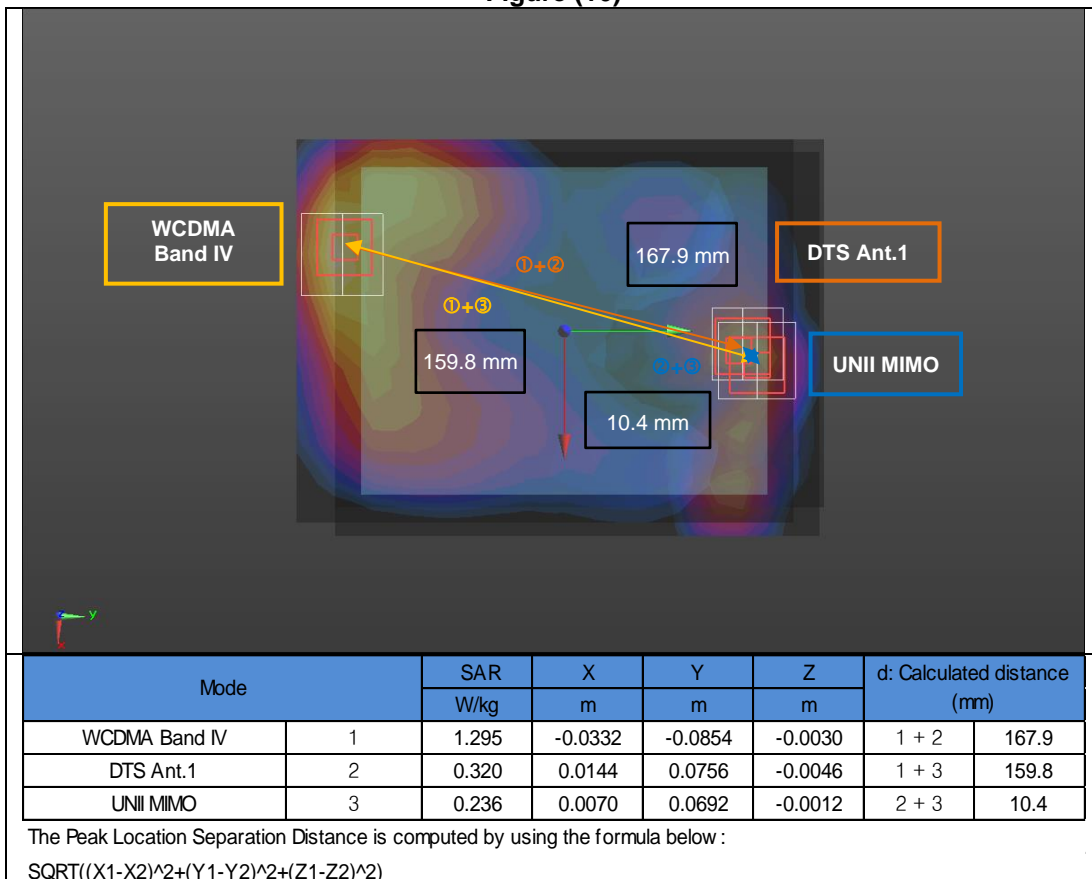 WCDMA
Band IV
①+②
167.9 mm
DTS Ant.1
①+③
159.8 mm
②+③
UNII MIMO
10.4 mm
y
x
Mode SAR X Y Z d: Calculated distance (mm)
W/kg m m m
WCDMA Band IV 1 1.295 -0.0332 -0.0854 -0.0030 1 + 2 167.9
DTS Ant.1 2 0.320 0.0144 0.0756 -0.0046 1 + 3 159.8
UNII MIMO 3 0.236 0.0070 0.0692 -0.0012 2 + 3 10.4
The Peak Location Separation Distance is computed by using the formula below :
SQRT((X1-X2)^2+(Y1-Y2)^2+(Z1-Z2)^2)